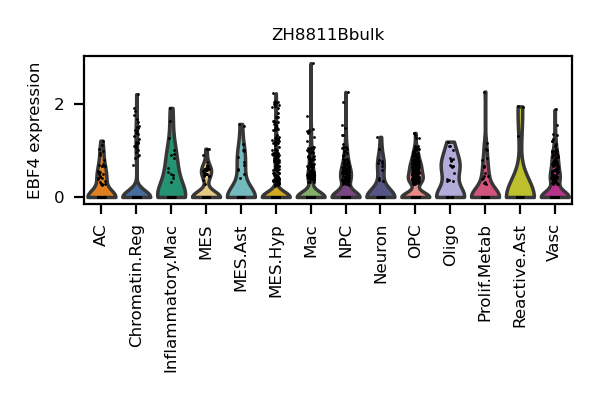 ZH8811Bbulk
EBF4 expression
2
0
AC
Chromatin.Reg
Inflammatory.Mac
MES
MES.Ast
MES.Hyp
Mac
NPC
Neuron
OPC
Oligo
Prolif.Metab
Reactive.Ast
Vasc